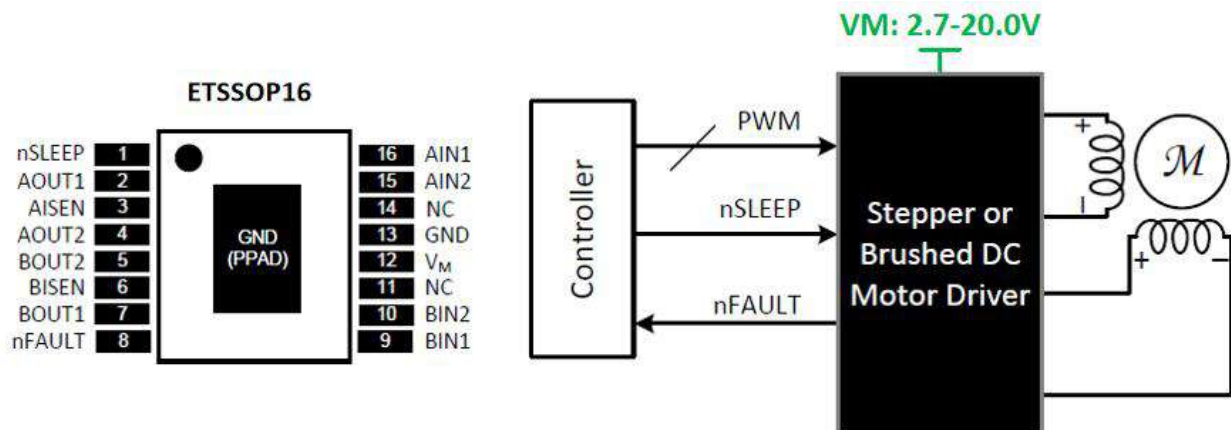 VM: 2.7-20.0V
ETSSOP16
nSLEEP 1
AOUT1 2
AISEN 3
AOUT2 4
BOUT2 5
BISEN 6
BOUT1 7
nFAULT 8
GND
(PPAD)
16 AIN1
15 AIN2
14 NC
13 GND
12 VM
11 NC
10 BIN2
9 BIN1
Controller
PWM
nSLEEP
nFAULT
Stepper or
Brushed DC
Motor Driver
+
−
M
+ −